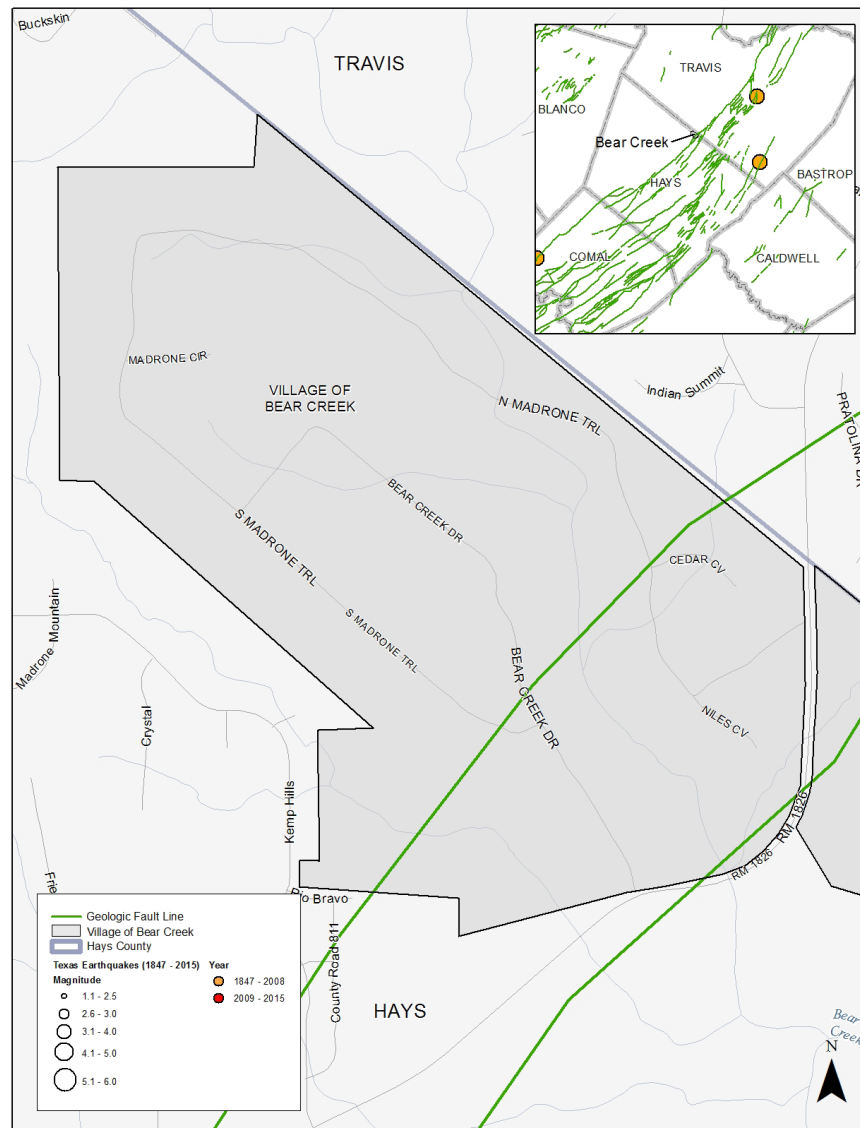 Buckskin
TRAVIS
TRAVIS
BLANCO
Bear Creek
BASTROP
HAYS
COMAL
CALDWELL
MADRONE CIR
VILLAGE OF
BEAR CREEK
N MADRONE TRL
Indian Summit
PRATOLINA DR
BEAR CREEK DR
S MADRONE TRL
CEDAR CV
S MADRONE TRL
Madrone Mountain
BEAR CREEK DR
Crystal
NILES CV
Kemp Hills
RM 1826
RM 1826
Rio Bravo
County Road 811
HAYS
Bear
Creek
N
Geologic Fault Line
Village of Bear Creek
Hays County
Texas Earthquakes (1847 - 2015) Year
Magnitude
1.1 - 2.5
2.6 - 3.0
3.1 - 4.0
4.1 - 5.0
5.1 - 6.0
1847 - 2008
2009 - 2015